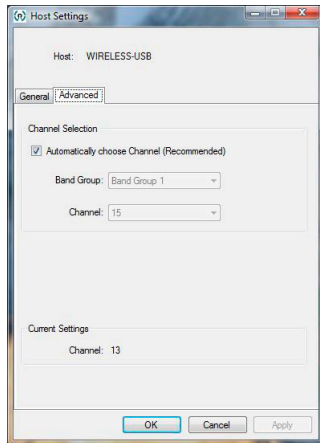 Host Settings
Host: WIRELESS-USB
General Advanced
Channel Selection
Automatically choose Channel (Recommended)
Band Group: Band Group 1
Channel: 15
Current Settings
Channel: 13
OK Cancel Apply